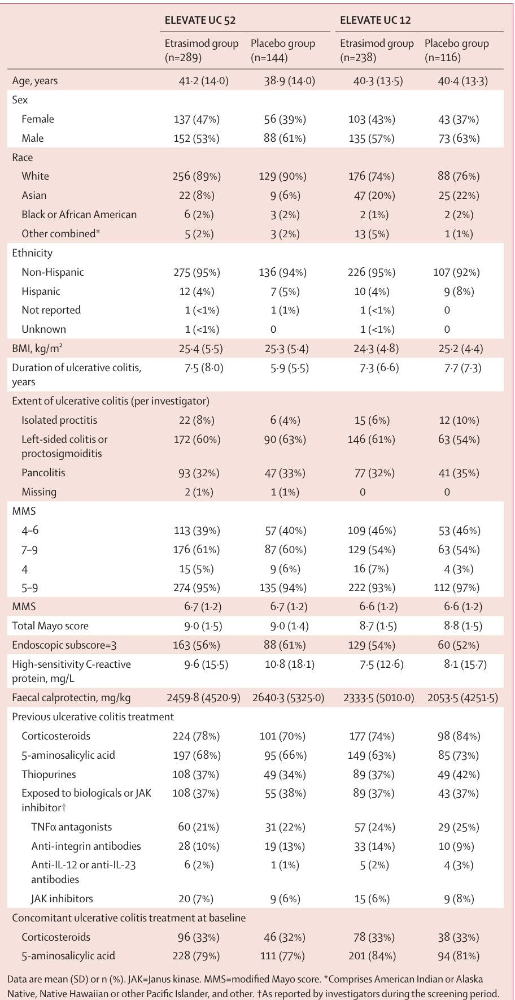 ELEVATE UC 52 ELEVATE UC 12
Etrasimod group Placebo group Etrasimod group Placebo group
(n=289) (n=144) (n=238) (n=116)
Age, years 41·2 (14·0) 38·9 (14·0) 40·3 (13·5) 40·4 (13·3)
Sex
Female 137 (47%) 56 (39%) 103 (43%) 43 (37%)
Male 152 (53%) 88 (61%) 135 (57%) 73 (63%)
Race
White 256 (89%) 129 (90%) 176 (74%) 88 (76%)
Asian 22 (8%) 9 (6%) 47 (20%) 25 (22%)
Black or African American 6 (2%) 3 (2%) 2 (1%) 2 (2%)
Other combined* 5 (2%) 3 (2%) 13 (5%) 1 (1%)
Ethnicity
Non-Hispanic 275 (95%) 136 (94%) 226 (95%) 107 (92%)
Hispanic 12 (4%) 7 (5%) 10 (4%) 9 (8%)
Not reported 1 (<1%) 1 (1%) 1 (<1%) 0
Unknown 1 (<1%) 0 1 (<1%) 0
BMI, kg/m² 25·4 (5·5) 25·3 (5·4) 24·3 (4·8) 25·2 (4·4)
Duration of ulcerative colitis, 7·5 (8·0) 5·9 (5·5) 7·3 (6·6) 7·7 (7·3)
years
Extent of ulcerative colitis (per investigator)
Isolated proctitis 22 (8%) 6 (4%) 15 (6%) 12 (10%)
Left-sided colitis or 172 (60%) 90 (63%) 146 (61%) 63 (54%)
proctosigmoiditis
Pancolitis 93 (32%) 47 (33%) 77 (32%) 41 (35%)
Missing 2 (1%) 1 (1%) 0 0
MMS
4–6 113 (39%) 57 (40%) 109 (46%) 53 (46%)
7–9 176 (61%) 87 (60%) 129 (54%) 63 (54%)
4 15 (5%) 9 (6%) 16 (7%) 4 (3%)
5–9 274 (95%) 135 (94%) 222 (93%) 112 (97%)
MMS 6·7 (1·2) 6·7 (1·2) 6·6 (1·2) 6·6 (1·2)
Total Mayo score 9·0 (1·5) 9·0 (1·4) 8·7 (1·5) 8·8 (1·5)
Endoscopic subscore=3 163 (56%) 88 (61%) 129 (54%) 60 (52%)
High-sensitivity C-reactive 9·6 (15·5) 10·8 (18·1) 7·5 (12·6) 8·1 (15·7)
protein, mg/L
Faecal calprotectin, mg/kg 2459·8 (4520·9) 2640·3 (5325·0) 2333·5 (5010·0) 2053·5 (4251·5)
Previous ulcerative colitis treatment
Corticosteroids 224 (78%) 101 (70%) 177 (74%) 98 (84%)
5-aminosalicylic acid 197 (68%) 95 (66%) 149 (63%) 85 (73%)
Thiopurines 108 (37%) 49 (34%) 89 (37%) 49 (42%)
Exposed to biologicals or JAK 108 (37%) 55 (38%) 89 (37%) 43 (37%)
inhibitor†
TNFα antagonists 60 (21%) 31 (22%) 57 (24%) 29 (25%)
Anti-integrin antibodies 28 (10%) 19 (13%) 33 (14%) 10 (9%)
Anti-IL-12 or anti-IL-23 6 (2%) 1 (1%) 5 (2%) 4 (3%)
antibodies
JAK inhibitors 20 (7%) 9 (6%) 15 (6%) 9 (8%)
Concomitant ulcerative colitis treatment at baseline
Corticosteroids 96 (33%) 46 (32%) 78 (33%) 38 (33%)
5-aminosalicylic acid 228 (79%) 111 (77%) 201 (84%) 94 (81%)
Data are mean (SD) or n (%). JAK=Janus kinase. MMS=modified Mayo score. *Comprises American Indian or Alaska
Native, Native Hawaiian or other Pacific Islander, and other. †As reported by investigators during the screening period.